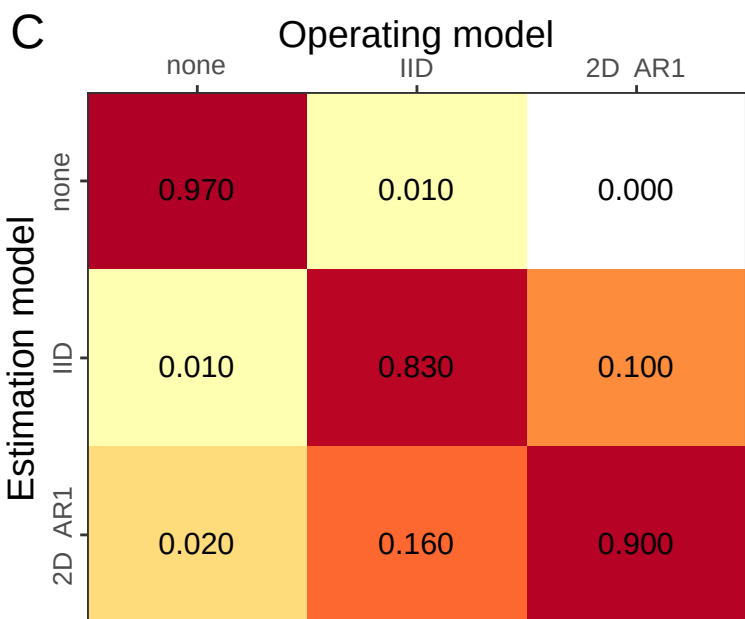 C
Operating model
none IID 2D AR1
Estimation model
none 0.970 0.010 0.000
IID 0.010 0.830 0.100
2D AR1 0.020 0.160 0.900